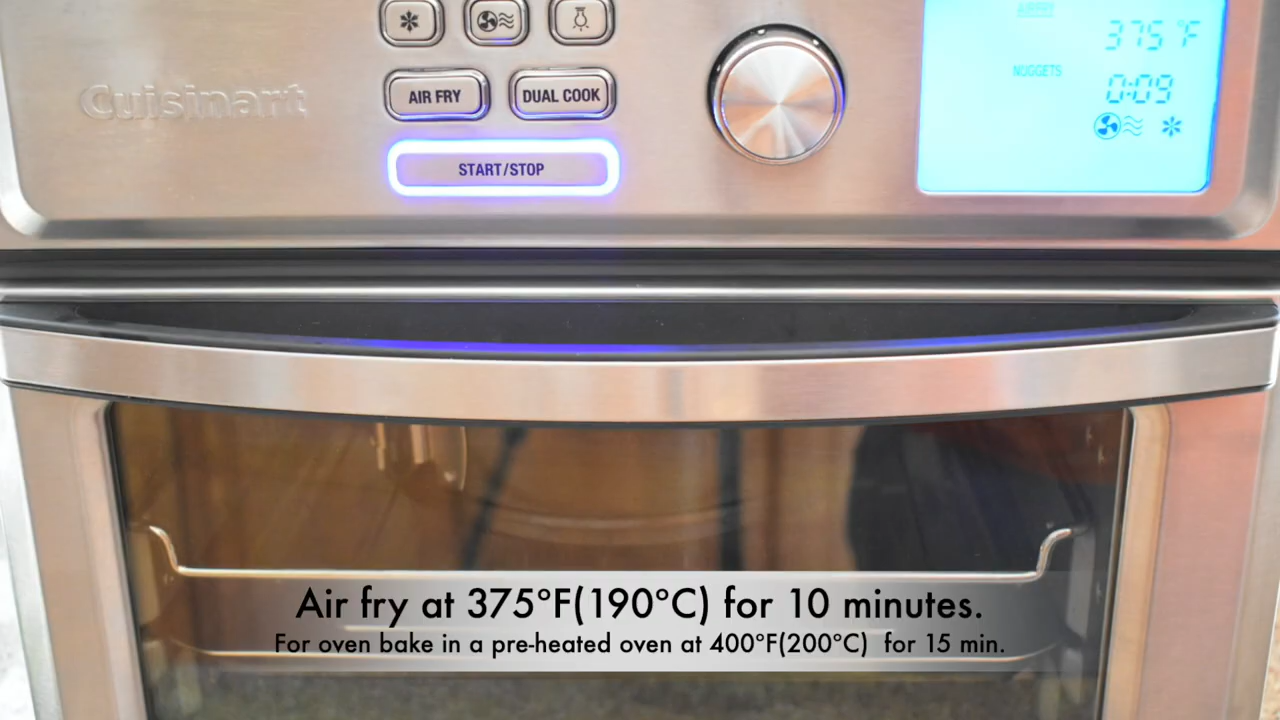 AIRFRY
375 °F
NUGGETS
0:09
Cuisinart
AIR FRY
DUAL COOK
START/STOP
Air fry at 375°F(190°C) for 10 minutes.
For oven bake in a pre-heated oven at 400°F(200°C) for 15 min.